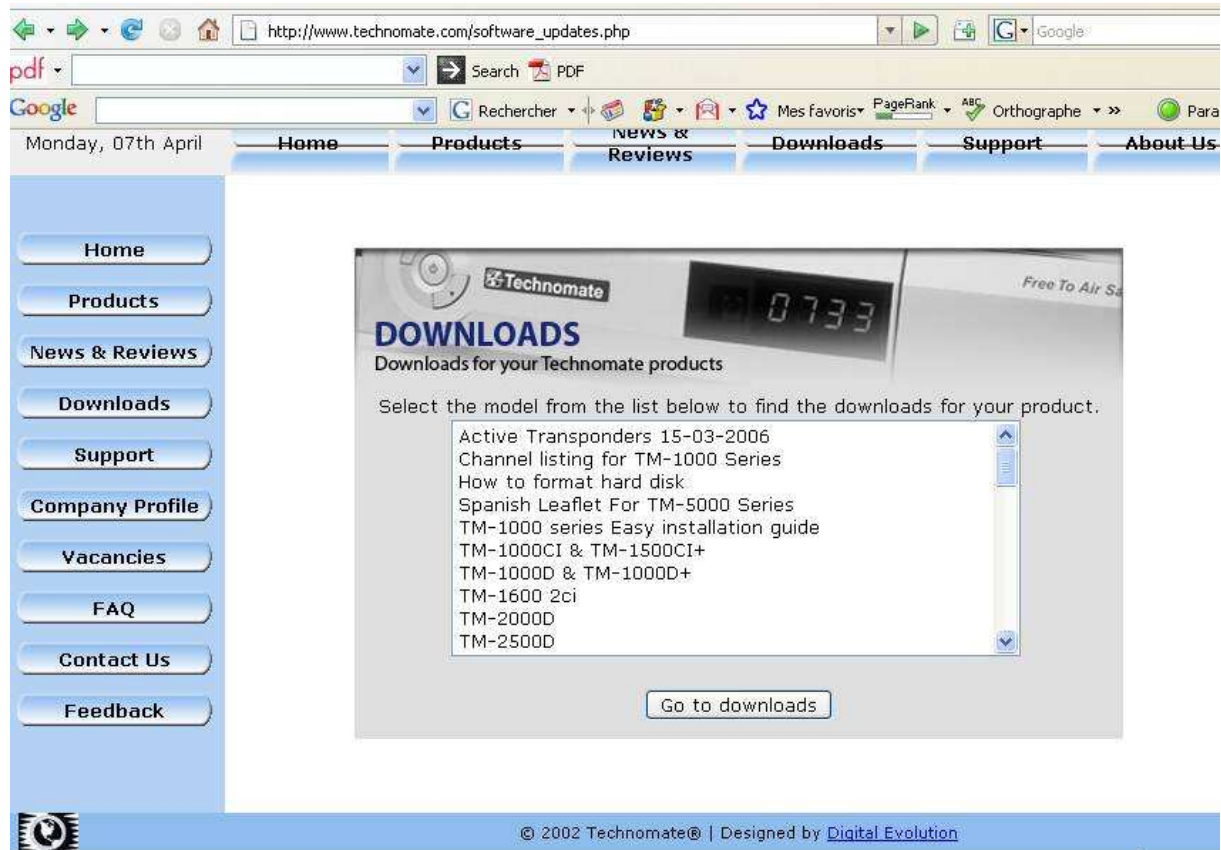 http://www.technomate.com/software_updates.php
G Google
pdf
Search PDF
Google
G Rechercher
Mes favoris
PageRank
ABC Orthographe
»
Para
Monday, 07th April
Home
Products
News & Reviews
Downloads
Support
About Us
Home
Products
News & Reviews
Downloads
Support
Company Profile
Vacancies
FAQ
Contact Us
Feedback
Technomate
0733
Free To Air Sa
DOWNLOADS
Downloads for your Technomate products
Select the model from the list below to find the downloads for your product.
Active Transponders 15-03-2006
Channel listing for TM-1000 Series
How to format hard disk
Spanish Leaflet For TM-5000 Series
TM-1000 series Easy installation guide
TM-1000CI & TM-1500CI+
TM-1000D & TM-1000D+
TM-1600 2ci
TM-2000D
TM-2500D
Go to downloads
© 2002 Technomate® | Designed by Digital Evolution